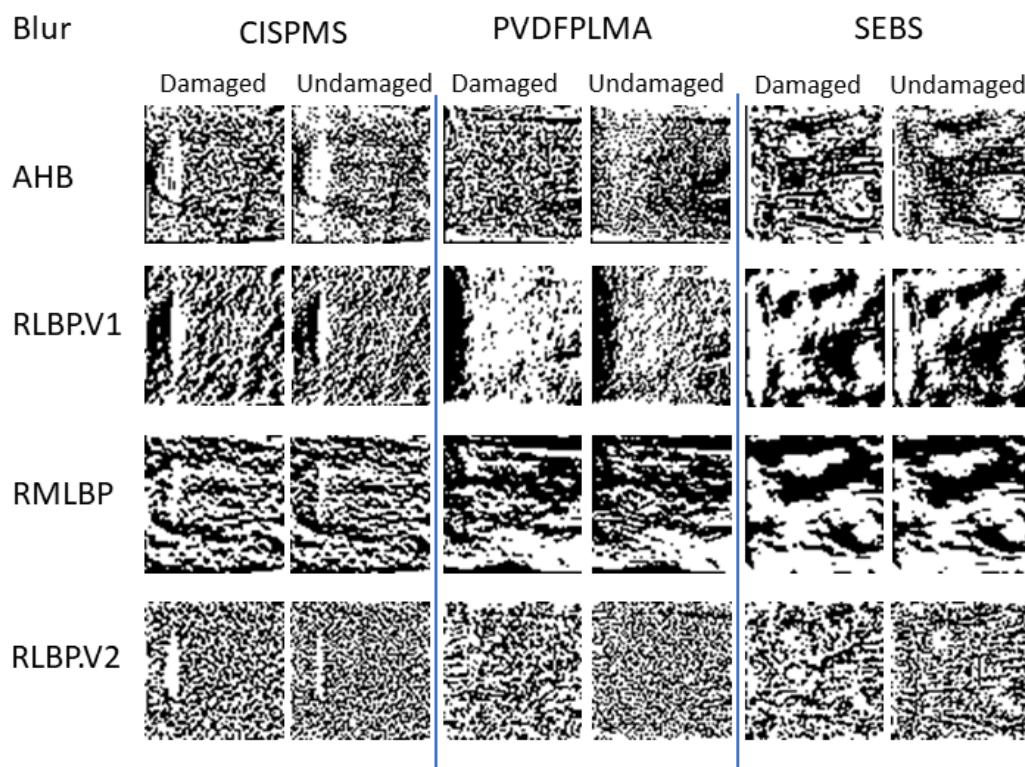 Blur CISPMS PVDFPLMA SEBS
Damaged Undamaged Damaged Undamaged Damaged Undamaged
AHB
RLBP.V1
RMLBP
RLBP.V2